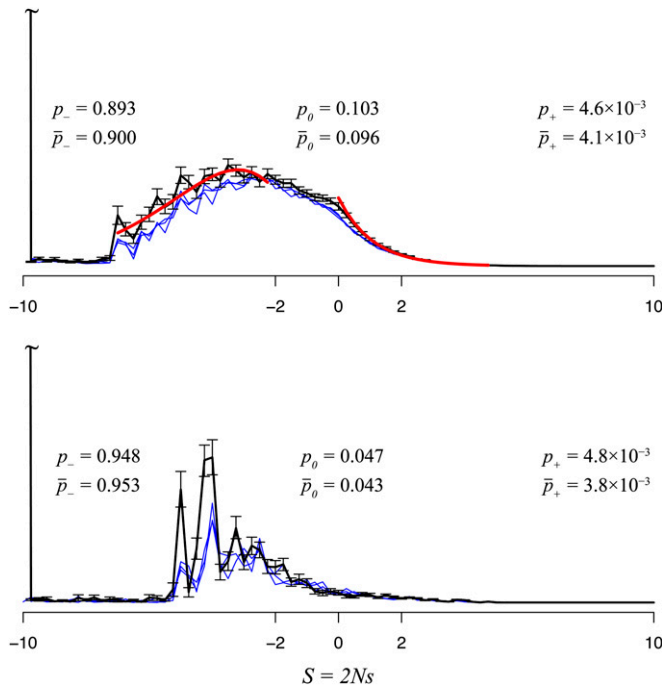 p₋ = 0.893 p₀ = 0.103 p₊ = 4.6×10⁻³
p̄₋ = 0.900 p̄₀ = 0.096 p̄₊ = 4.1×10⁻³
−10 −2 0 2 10
p₋ = 0.948 p₀ = 0.047 p₊ = 4.8×10⁻³
p̄₋ = 0.953 p̄₀ = 0.043 p̄₊ = 3.8×10⁻³
−10 −2 0 2 10
S = 2Ns